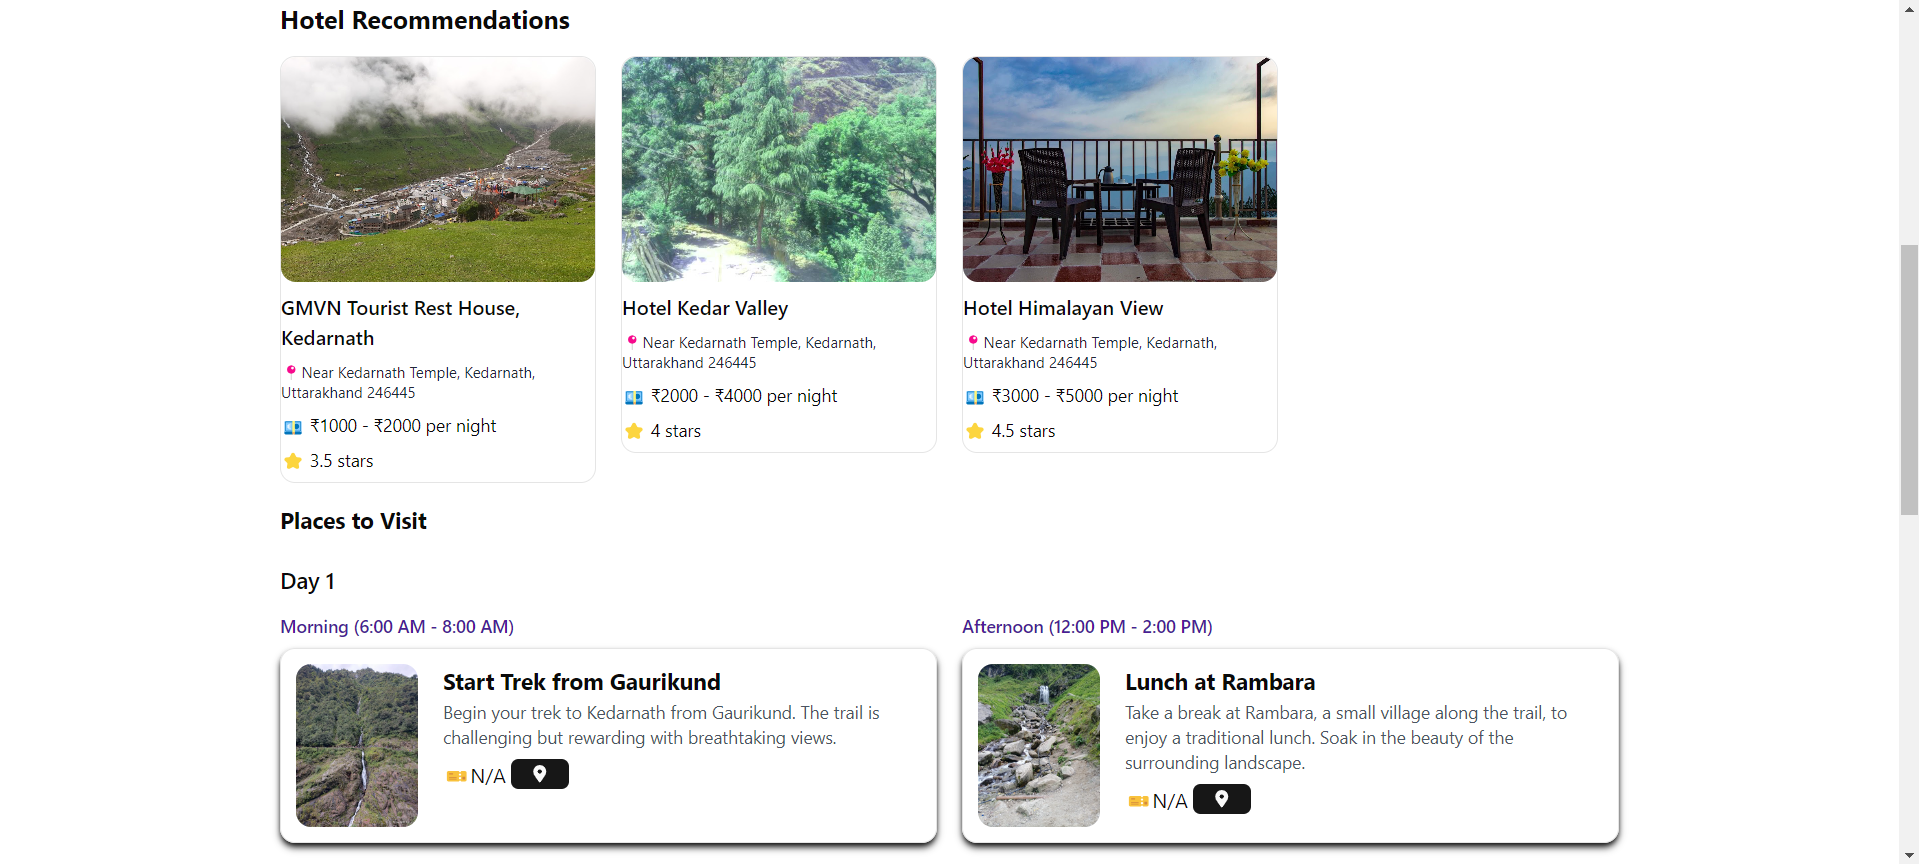 Hotel Recommendations
GMVN Tourist Rest House,
Kedarnath
Near Kedarnath Temple, Kedarnath,
Uttarakhand 246445
₹1000 - ₹2000 per night
3.5 stars
Hotel Kedar Valley
Near Kedarnath Temple, Kedarnath,
Uttarakhand 246445
₹2000 - ₹4000 per night
4 stars
Hotel Himalayan View
Near Kedarnath Temple, Kedarnath,
Uttarakhand 246445
₹3000 - ₹5000 per night
4.5 stars
Places to Visit
Day 1
Morning (6:00 AM - 8:00 AM)
Start Trek from Gaurikund
Begin your trek to Kedarnath from Gaurikund. The trail is
challenging but rewarding with breathtaking views.
N/A
Afternoon (12:00 PM - 2:00 PM)
Lunch at Rambara
Take a break at Rambara, a small village along the trail, to
enjoy a traditional lunch. Soak in the beauty of the
surrounding landscape.
N/A